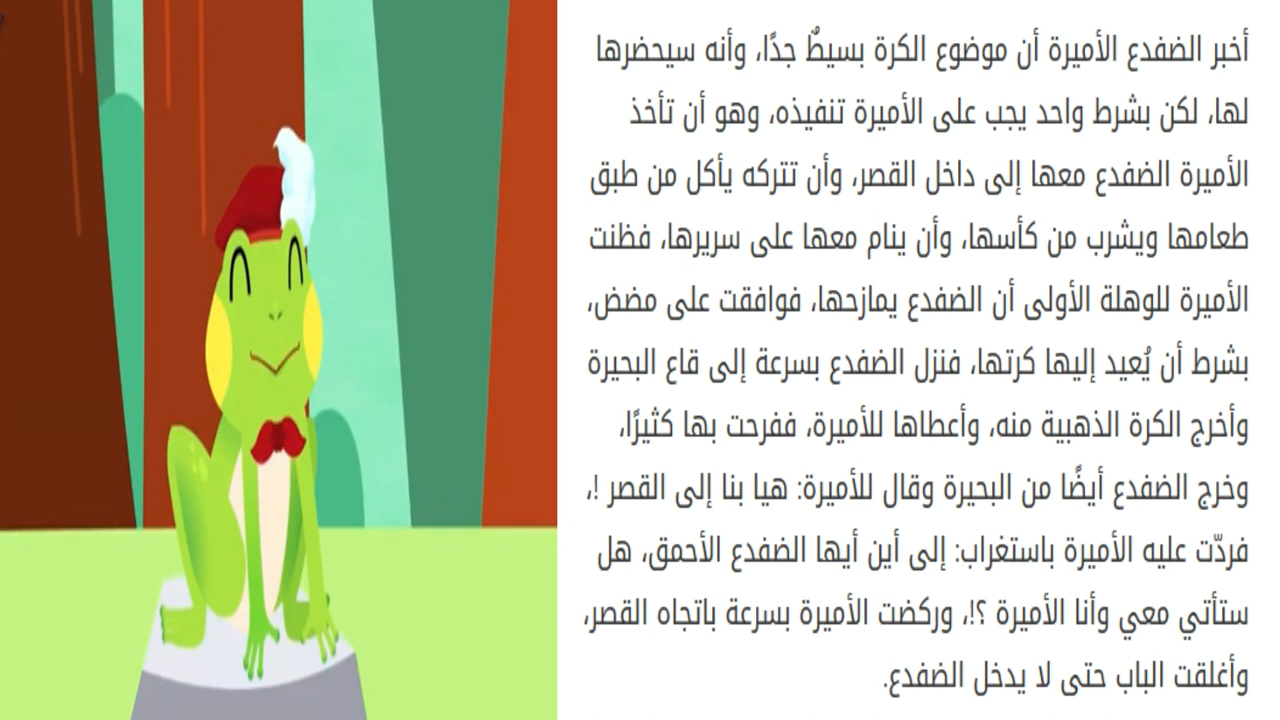 أخبر الضفدع الأميرة أن موضوع الكرة بسيطٌ جدًا، وأنه سيحضرها
لها، لكن بشرط واحد يجب على الأميرة تنفيذه، وهو أن تأخذ
الأميرة الضفدع معها إلى داخل القصر، وأن تتركه يأكل من طبق
طعامها ويشرب من كأسها، وأن ينام معها على سريرها، فظنت
الأميرة للوهلة الأولى أن الضفدع يمازحها، فوافقت على مضض،
بشرط أن يُعيد إليها كرتها، فنزل الضفدع بسرعة إلى قاع البحيرة
وأخرج الكرة الذهبية منه، وأعطاها للأميرة، ففرحت بها كثيرًا،
وخرج الضفدع أيضًا من البحيرة وقال للأميرة: هيا بنا إلى القصر !،
فردّت عليه الأميرة باستغراب: إلى أين أيها الضفدع الأحمق، هل
ستأتي معي وأنا الأميرة ؟!، وركضت الأميرة بسرعة باتجاه القصر،
وأغلقت الباب حتى لا يدخل الضفدع.